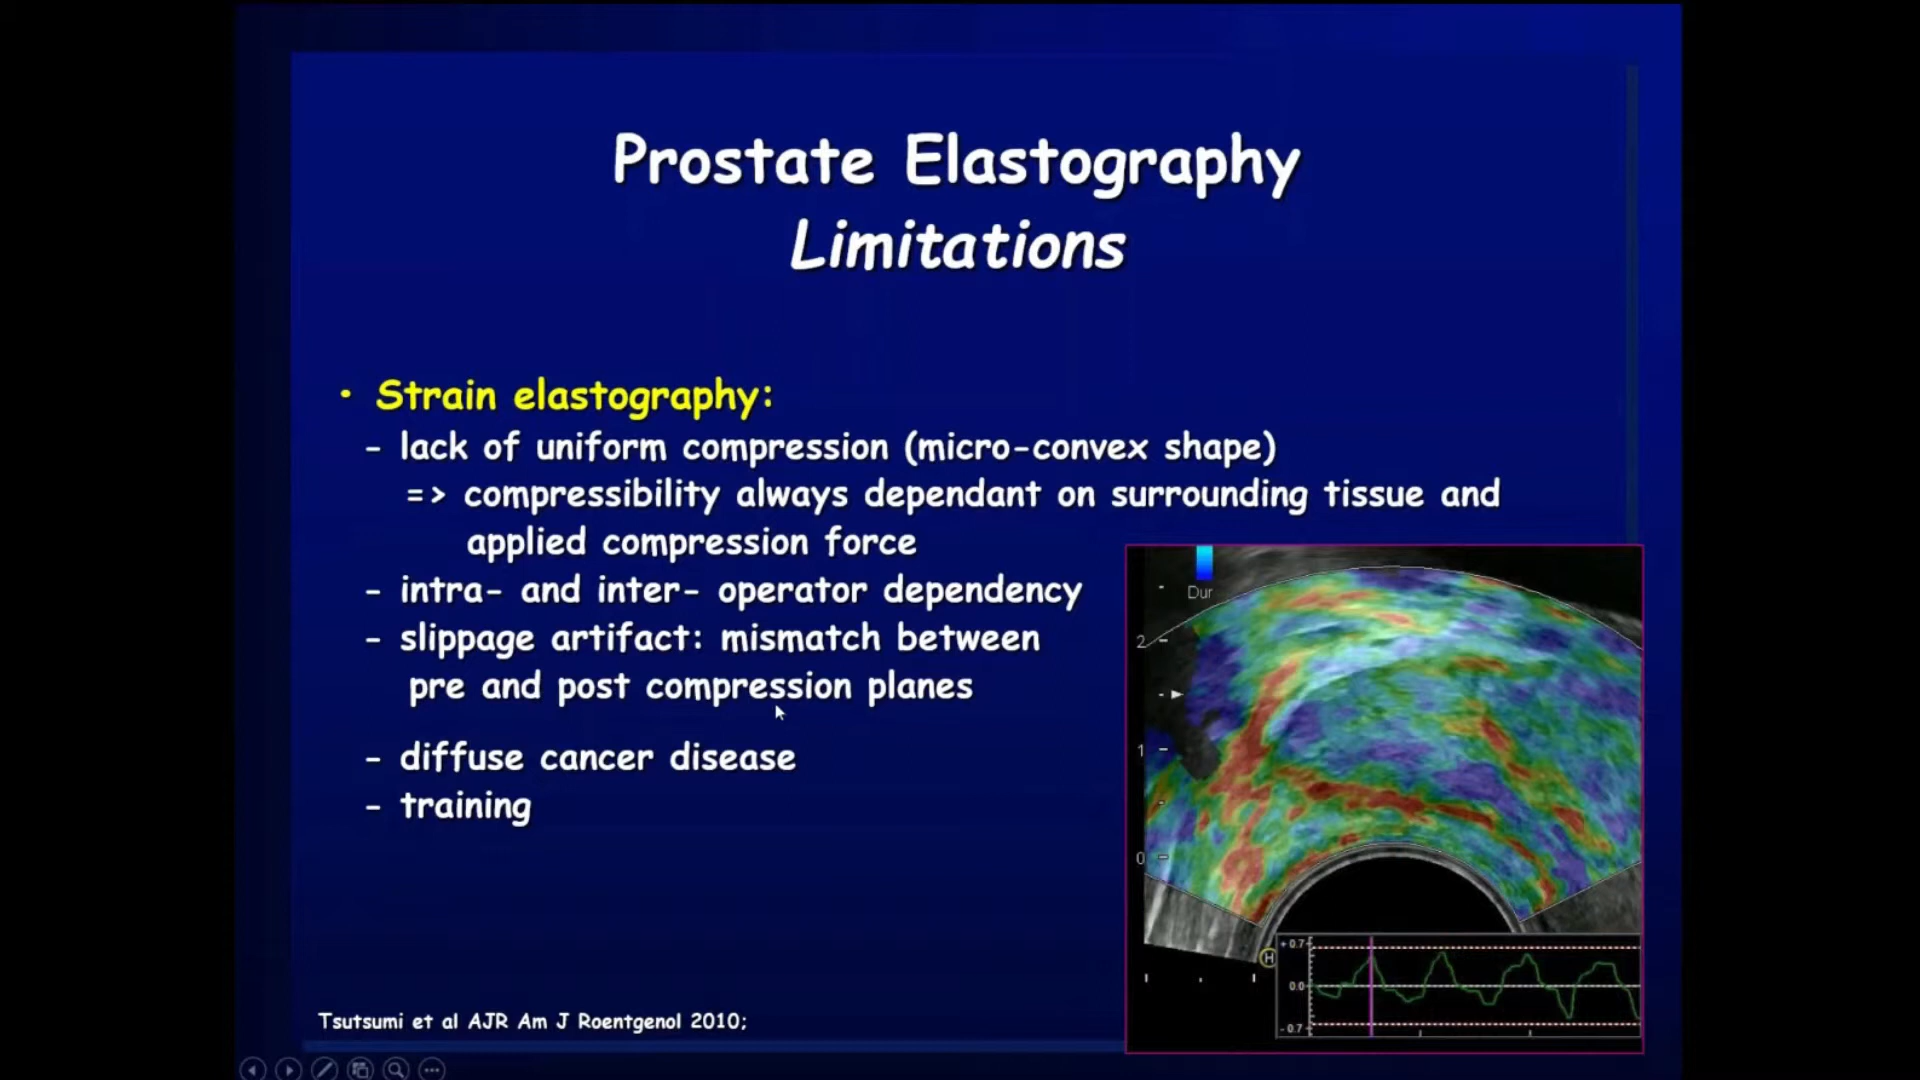 Prostate Elastography
Limitations
• Strain elastography:
- lack of uniform compression (micro-convex shape)
=> compressibility always dependant on surrounding tissue and
applied compression force
- intra- and inter- operator dependency
- slippage artifact: mismatch between
pre and post compression planes
- diffuse cancer disease
- training
Dur
2
1
0
H
+0.7
0.0
-0.7
Tsutsumi et al AJR Am J Roentgenol 2010;